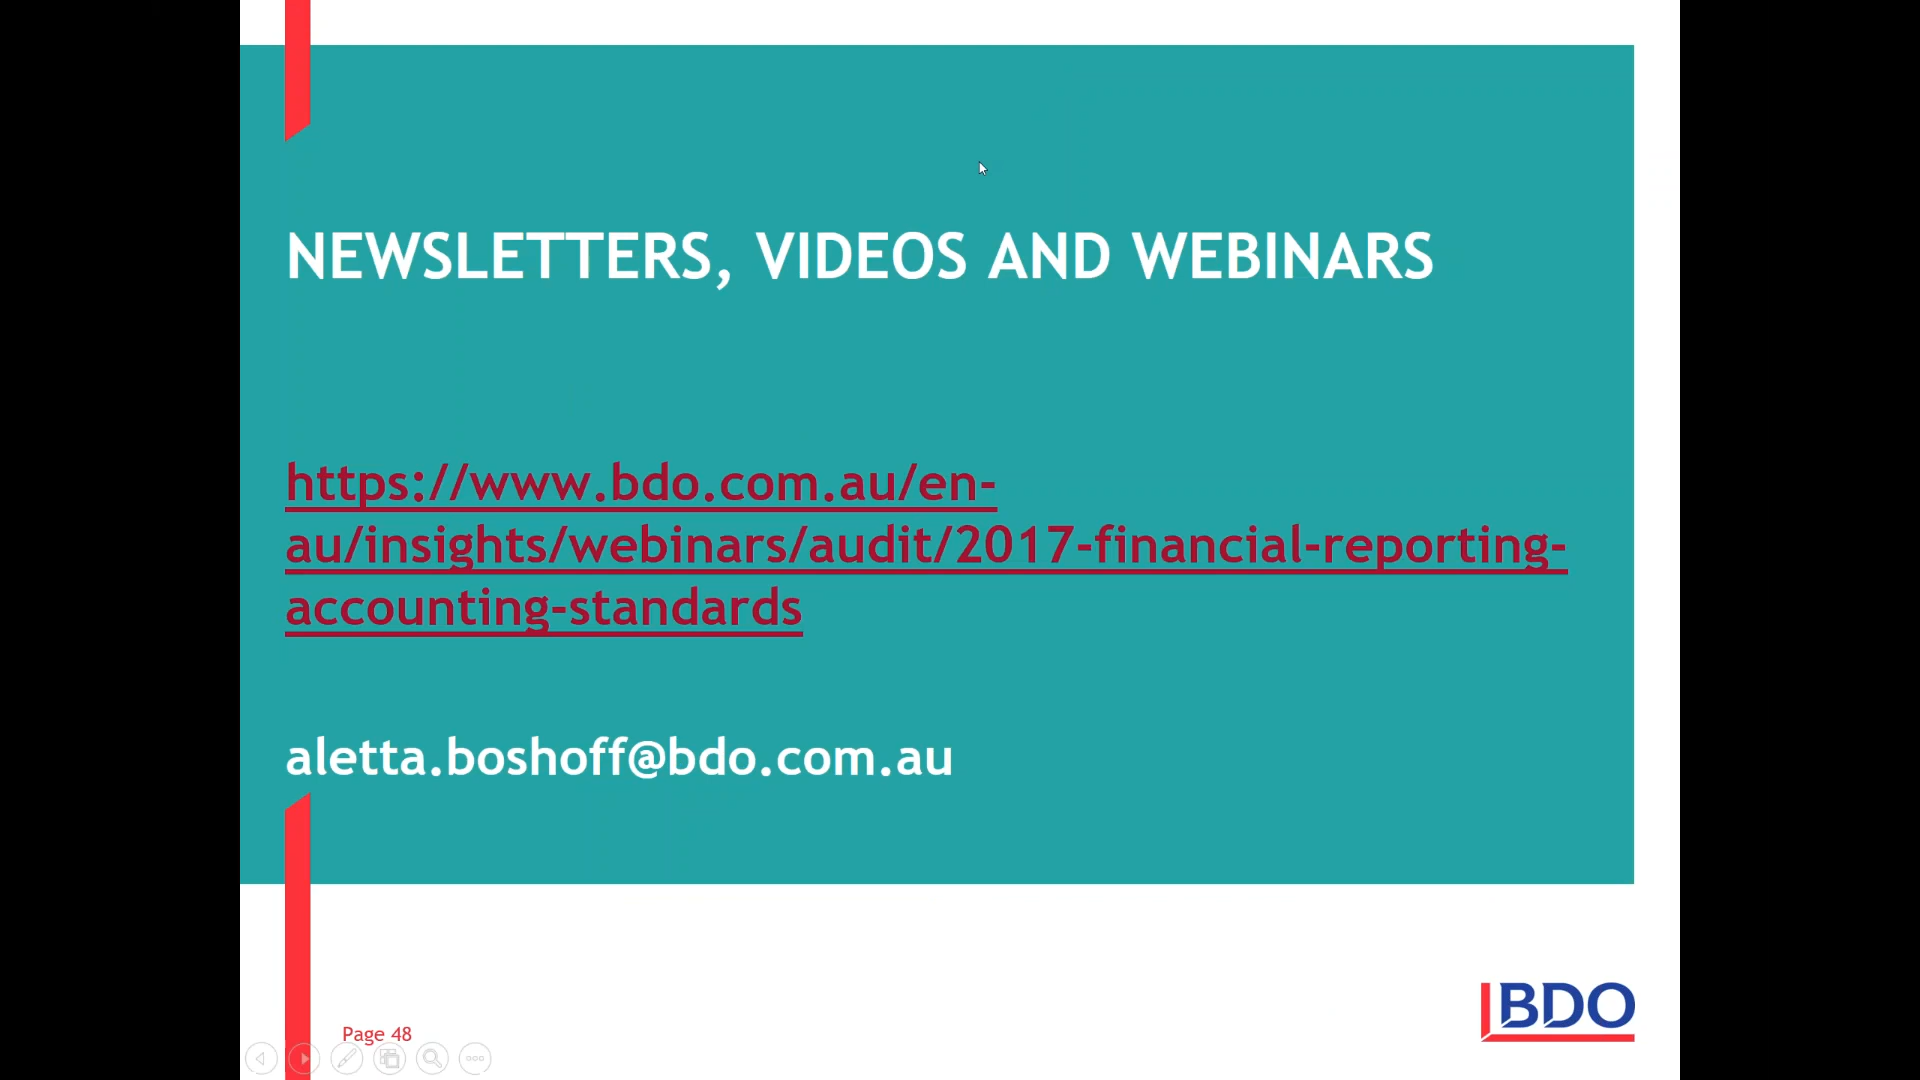 NEWSLETTERS, VIDEOS AND WEBINARS
https://www.bdo.com.au/en-
au/insights/webinars/audit/2017-financial-reporting-
accounting-standards
aletta.boshoff@bdo.com.au
Page 48
BDO